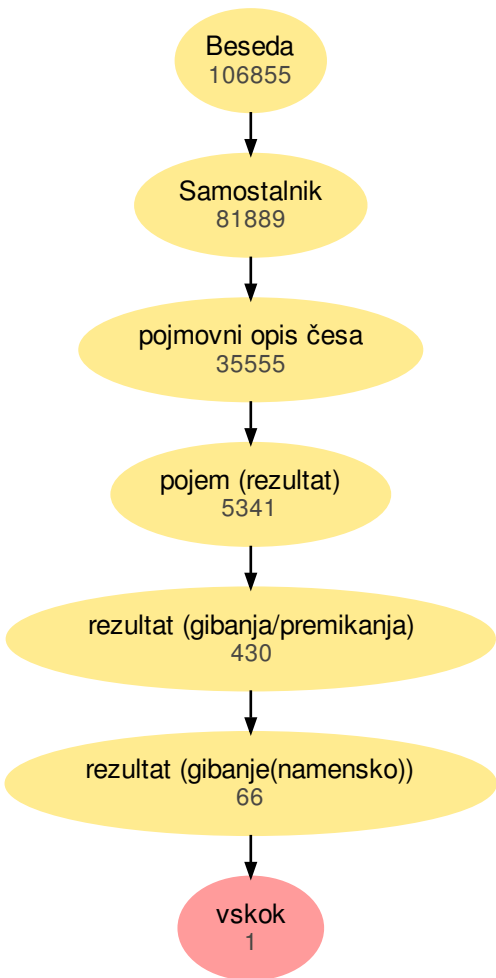 Beseda
106855
Samostalnik
81889
pojmovni opis česa
35555
pojem (rezultat)
5341
rezultat (gibanja/premikanja)
430
rezultat (gibanje(namensko))
66
vskok
1